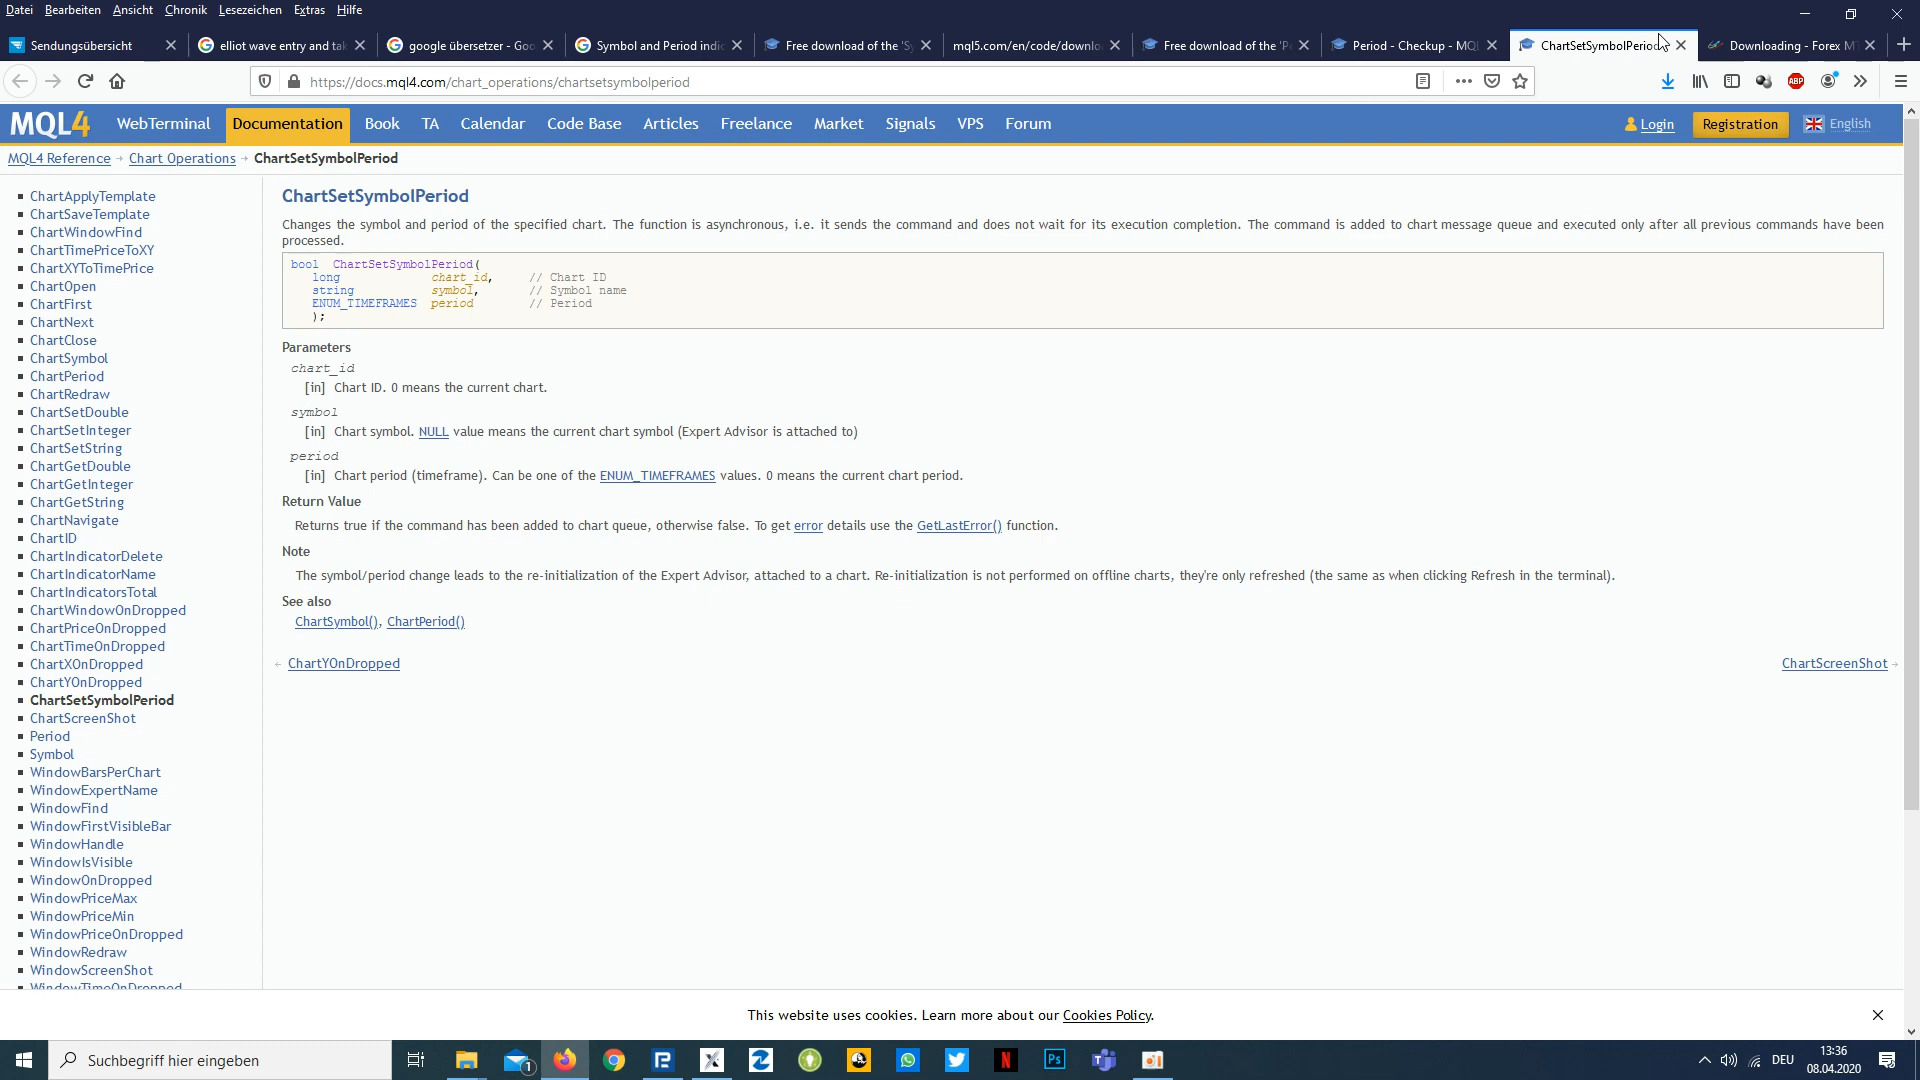 Datei Bearbeiten Ansicht Chronik Lesezeichen Extras Hilfe
Sendungsübersicht
elliot wave entry and tak
google übersetzer - Goo
Symbol and Period indic
Free download of the 'Sy
mql5.com/en/code/downlo
Free download of the 'Pe
Period - Checkup - MQL
ChartSetSymbolPeriod
Downloading - Forex MT
https://docs.mql4.com/chart_operations/chartsetsymbolperiod
ABP
MQL4 WebTerminal Documentation Book TA Calendar Code Base Articles Freelance Market Signals VPS Forum Login Registration English
MQL4 Reference → Chart Operations → ChartSetSymbolPeriod
ChartApplyTemplate
ChartSaveTemplate
ChartWindowFind
ChartTimePriceToXY
ChartXYToTimePrice
ChartOpen
ChartFirst
ChartNext
ChartClose
ChartSymbol
ChartPeriod
ChartRedraw
ChartSetDouble
ChartSetInteger
ChartSetString
ChartGetDouble
ChartGetInteger
ChartGetString
ChartNavigate
ChartID
ChartIndicatorDelete
ChartIndicatorName
ChartIndicatorsTotal
ChartWindowOnDropped
ChartPriceOnDropped
ChartTimeOnDropped
ChartXOnDropped
ChartYOnDropped
ChartSetSymbolPeriod
ChartScreenShot
Period
Symbol
WindowBarsPerChart
WindowExpertName
WindowFind
WindowFirstVisibleBar
WindowHandle
WindowIsVisible
WindowOnDropped
WindowPriceMax
WindowPriceMin
WindowPriceOnDropped
WindowRedraw
WindowScreenShot
WindowTimeOnDropped
ChartSetSymbolPeriod
Changes the symbol and period of the specified chart. The function is asynchronous, i.e. it sends the command and does not wait for its execution completion. The command is added to chart message queue and executed only after all previous commands have been
processed.
bool ChartSetSymbolPeriod(
long chart_id, // Chart ID
string symbol, // Symbol name
ENUM_TIMEFRAMES period // Period
);
Parameters
chart_id
[in] Chart ID. 0 means the current chart.
symbol
[in] Chart symbol. NULL value means the current chart symbol (Expert Advisor is attached to)
period
[in] Chart period (timeframe). Can be one of the ENUM_TIMEFRAMES values. 0 means the current chart period.
Return Value
Returns true if the command has been added to chart queue, otherwise false. To get error details use the GetLastError() function.
Note
The symbol/period change leads to the re-initialization of the Expert Advisor, attached to a chart. Re-initialization is not performed on offline charts, they're only refreshed (the same as when clicking Refresh in the terminal).
See also
ChartSymbol(), ChartPeriod()
← ChartYOnDropped
ChartScreenShot →
This website uses cookies. Learn more about our Cookies Policy.
Suchbegriff hier eingeben
1
N
Ps
DEU
13:36
08.04.2020